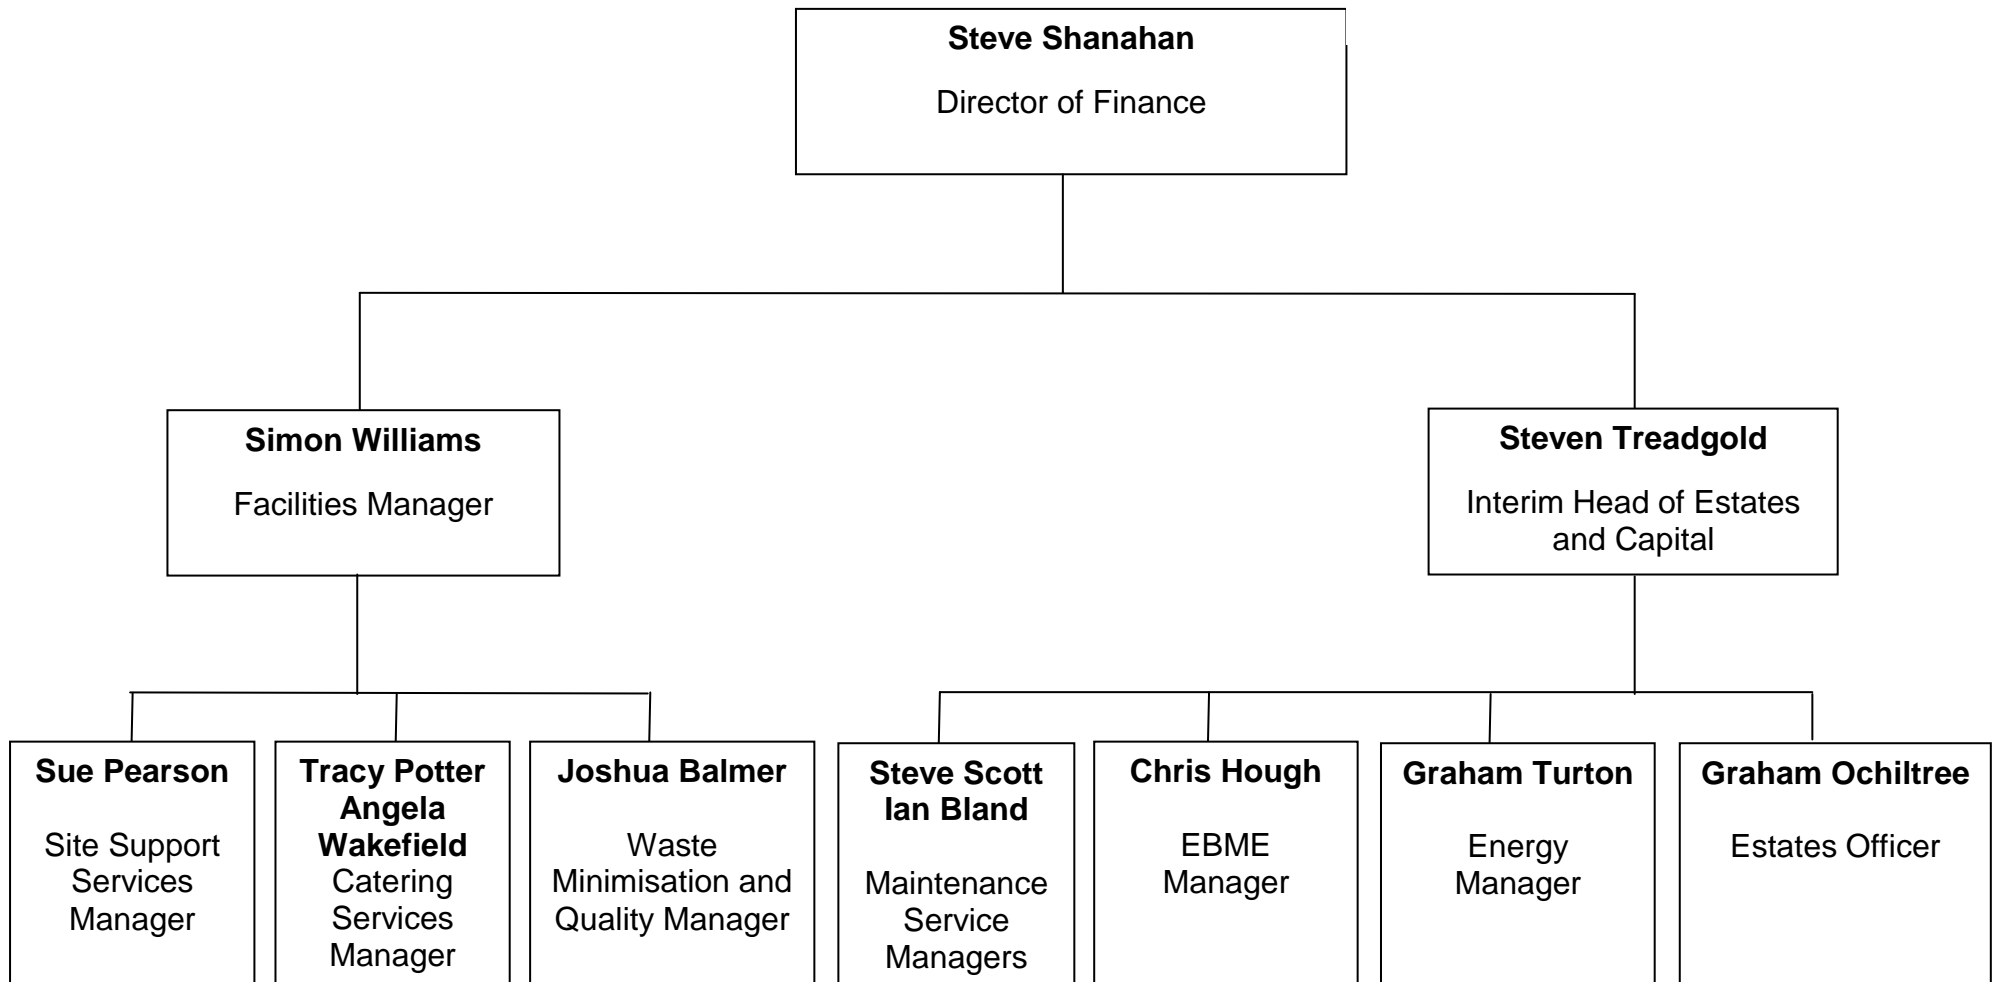 Steve Shanahan
Director of Finance
Simon Williams
Facilities Manager
Steven Treadgold
Interim Head of Estates
and Capital
Sue Pearson
Site Support
Services
Manager
Tracy Potter
Angela
Wakefield
Catering
Services
Manager
Joshua Balmer
Waste
Minimisation and
Quality Manager
Steve Scott
Ian Bland
Maintenance
Service
Managers
Chris Hough
EBME
Manager
Graham Turton
Energy
Manager
Graham Ochiltree
Estates Officer